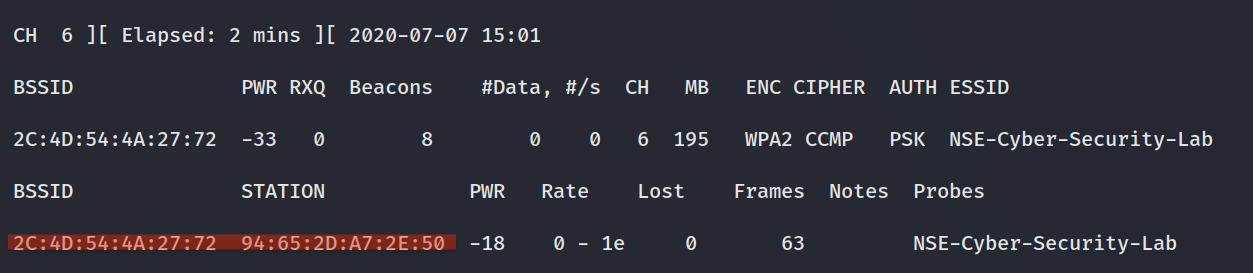 CH  6 ][ Elapsed: 2 mins ][ 2020-07-07 15:01
BSSID              PWR RXQ  Beacons    #Data, #/s  CH   MB   ENC CIPHER  AUTH ESSID
2C:4D:54:4A:27:72  -33   0        8        0    0   6  195   WPA2 CCMP   PSK  NSE-Cyber-Security-Lab
BSSID              STATION            PWR   Rate    Lost    Frames  Notes  Probes
2C:4D:54:4A:27:72  94:65:2D:A7:2E:50  -18    0 - 1e     0       63         NSE-Cyber-Security-Lab